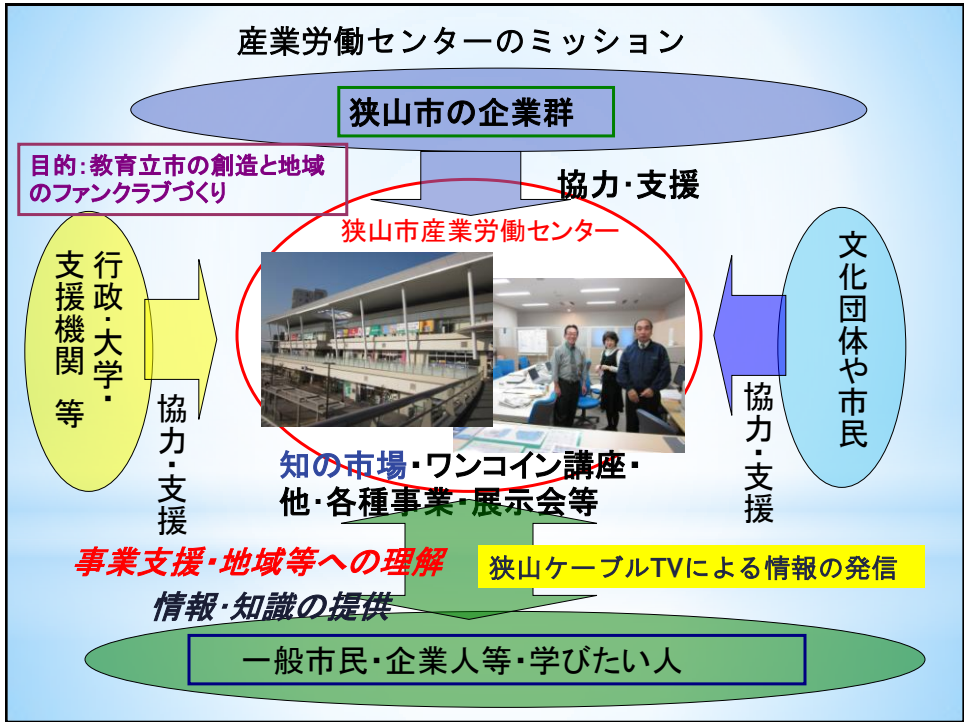 産業労働センターのミッション
狭山市の企業群
目的：教育立市の創造と地域
のファンクラブづくり
協力・支援
狭山市産業労働センター
行政・大学・
支援機関 等
協力・支援
文化団体や市民
協力・支援
知の市場・ワンコイン講座・
他・各種事業・展示会等
事業支援・地域等への理解
情報・知識の提供
狭山ケーブルTVによる情報の発信
一般市民・企業人等・学びたい人